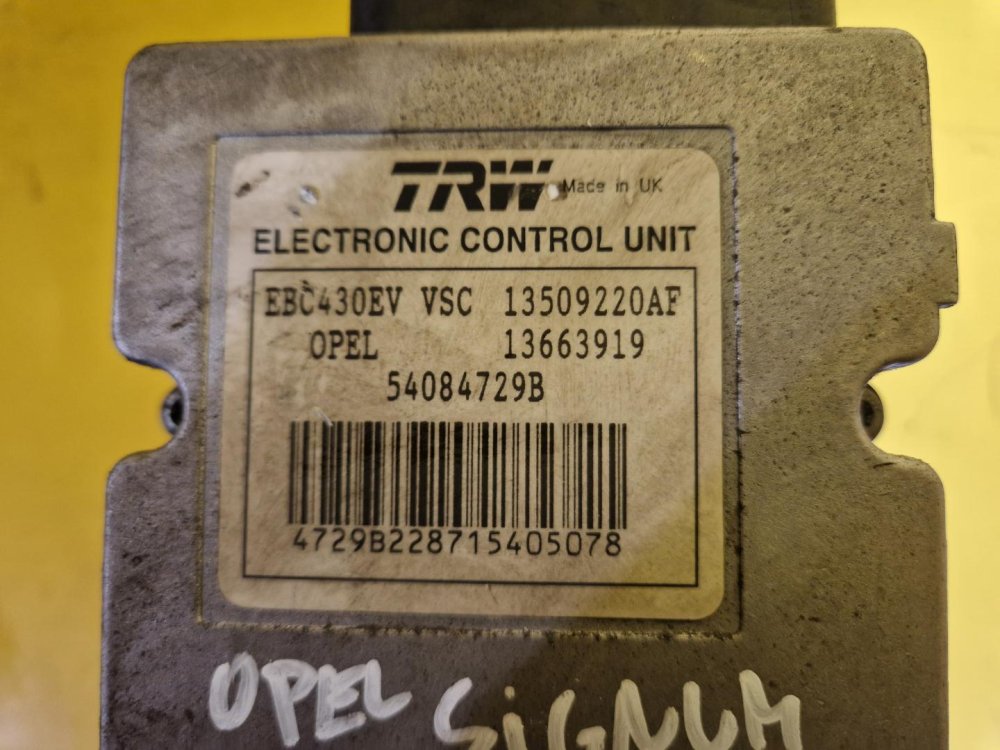 TRW Made in UK
ELECTRONIC CONTROL UNIT
EBC430EV VSC 13509220AF
OPEL 13663919
54084729B
4729B228715405078
OPEL SiGNUM